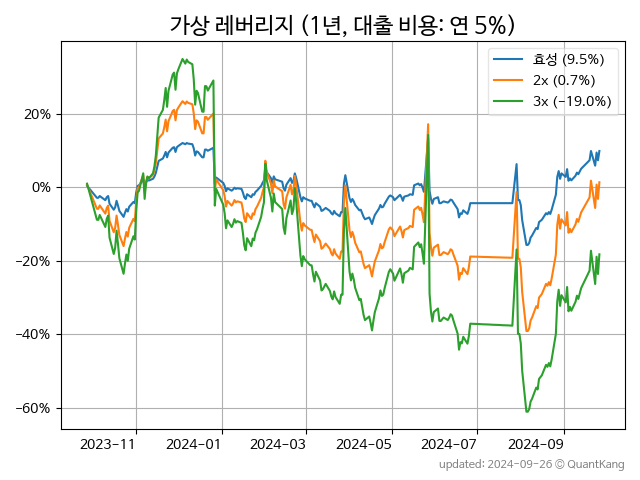 가상 레버리지 (1년, 대출 비용: 연 5%)
효성 (9.5%)
2x (0.7%)
3x (−19.0%)
20%
0%
−20%
−40%
−60%
2023-11
2024-01
2024-03
2024-05
2024-07
2024-09
updated: 2024-09-26 © QuantKang